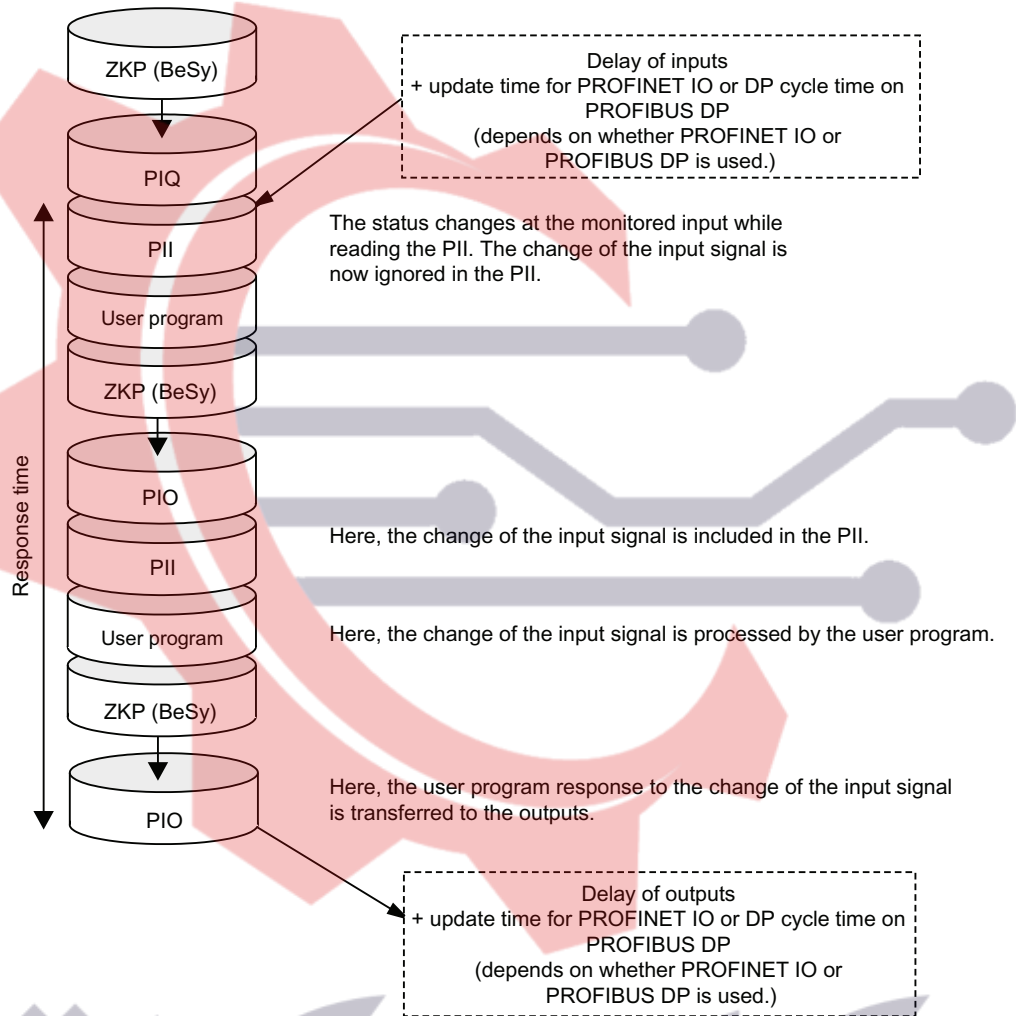 ZKP (BeSy)
Delay of inputs
+ update time for PROFINET IO or DP cycle time on
PROFIBUS DP
(depends on whether PROFINET IO or
PROFIBUS DP is used.)
PIQ
The status changes at the monitored input while
reading the PII. The change of the input signal is
now ignored in the PII.
PII
User program
ZKP (BeSy)
Response time
PIO
Here, the change of the input signal is included in the PII.
PII
User program
Here, the change of the input signal is processed by the user program.
ZKP (BeSy)
Here, the user program response to the change of the input signal
is transferred to the outputs.
PIO
Delay of outputs
+ update time for PROFINET IO or DP cycle time on
PROFIBUS DP
(depends on whether PROFINET IO or
PROFIBUS DP is used.)